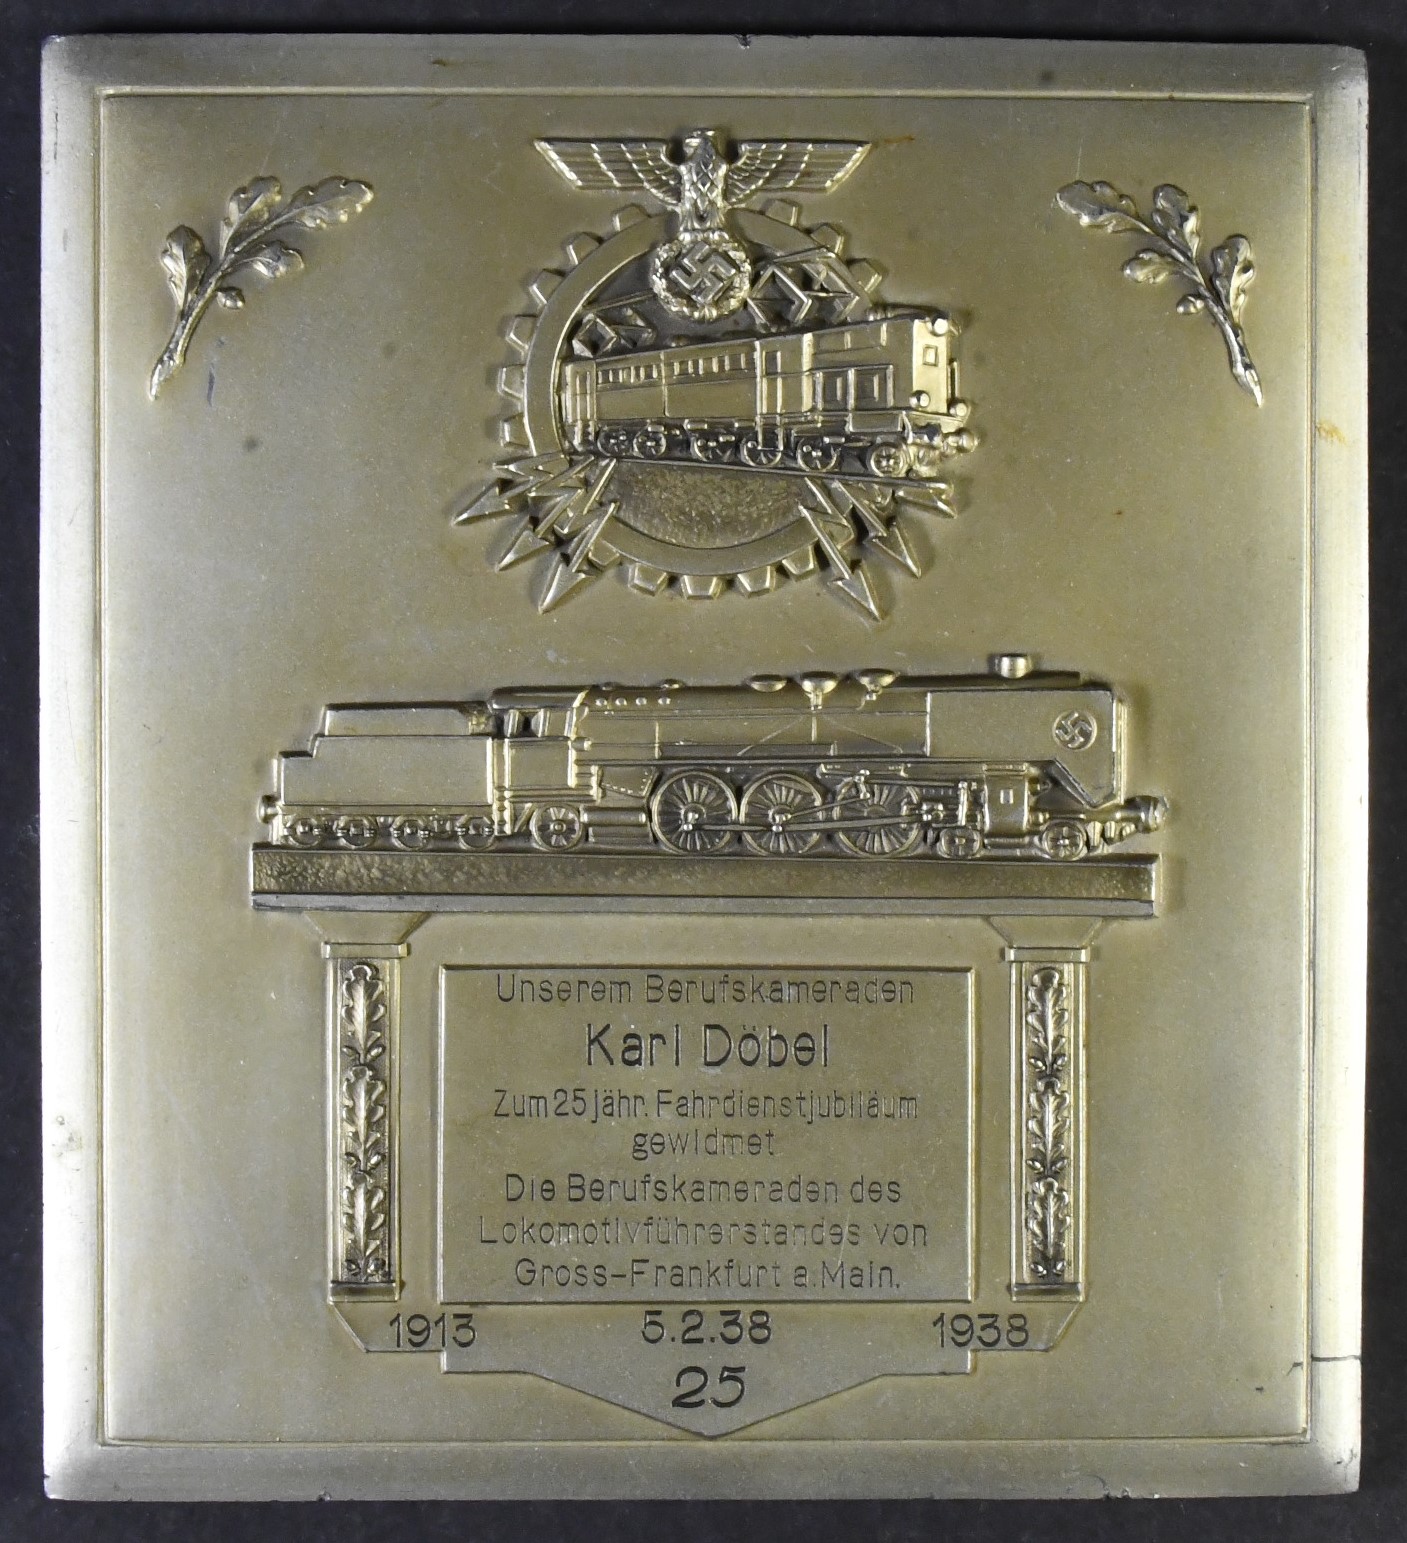 Unserem Berufskameraden
Karl Döbel
Zum 25 jähr. Fahrdienstjubiläum
gewidmet
Die Berufskameraden des
Lokomotivführerstandes von
Gross-Frankfurt a. Main.
1913 5.2.38 1938
25